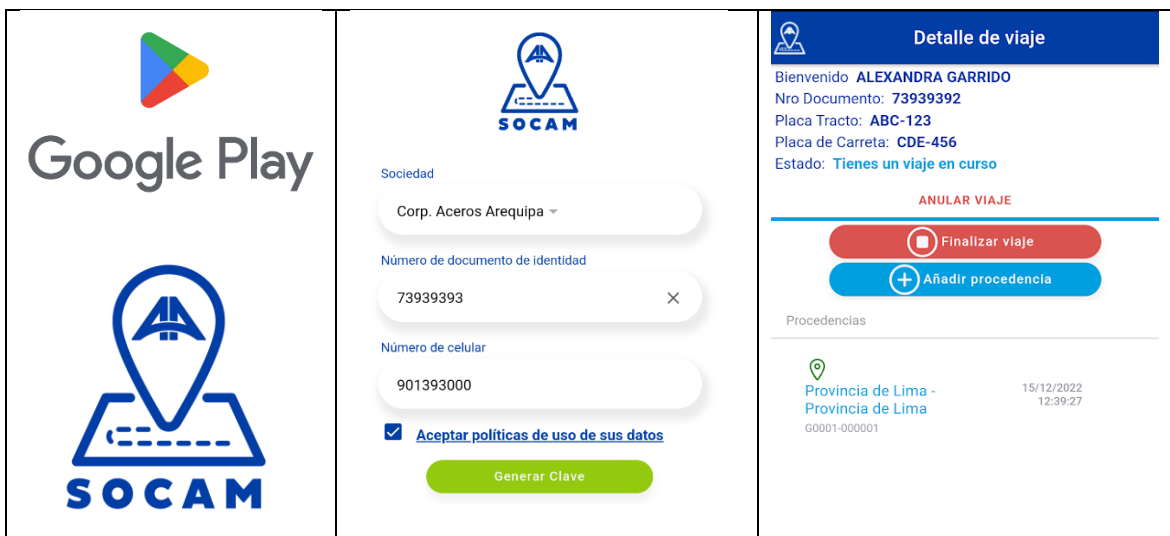 Google Play
SOCAM
SOCAM
Sociedad
Corp. Aceros Arequipa
Número de documento de identidad
73939393
Número de celular
901393000
Aceptar políticas de uso de sus datos
Generar Clave
Detalle de viaje
Bienvenido ALEXANDRA GARRIDO
Nro Documento: 73939392
Placa Tracto: ABC-123
Placa de Carreta: CDE-456
Estado: Tienes un viaje en curso
ANULAR VIAJE
Finalizar viaje
Añadir procedencia
Procedencias
Provincia de Lima -
Provincia de Lima
15/12/2022
12:39:27
G0001-000001